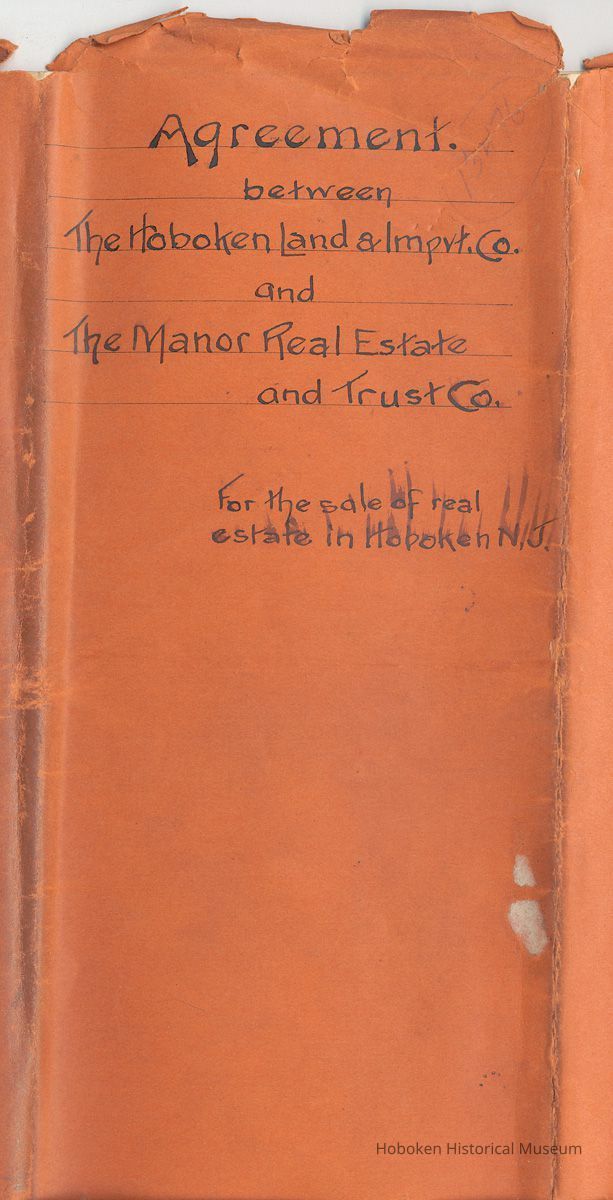 Agreement.
between
The Hoboken Land & Impvt. Co.
and
The Manor Real Estate
and Trust Co.
For the sale of real
estate in Hoboken N.J.
Hoboken Historical Museum